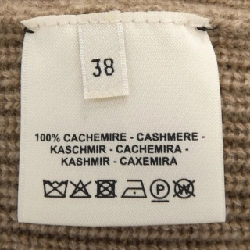 38
100% CACHEMIRE - CASHMERE -
KASCHMIR - CACHEMIRA -
KASHMIR - CAXEMIRA
P